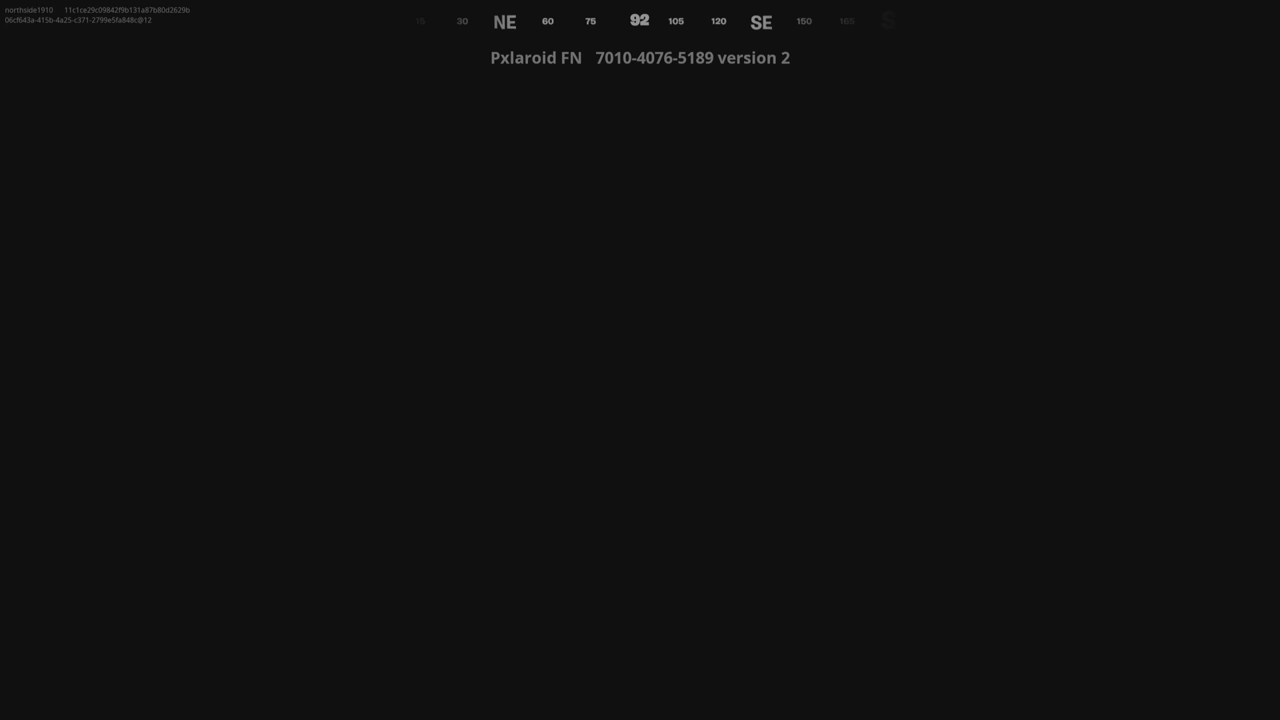 northside1910 11c1ce29c09842f9b131a87b80d2629b
06cf643a-415b-4a25-c371-2799e5fa848c@12
15 30 NE 60 75 92 105 120 SE 150 165 S
Pxlaroid FN 7010-4076-5189 version 2